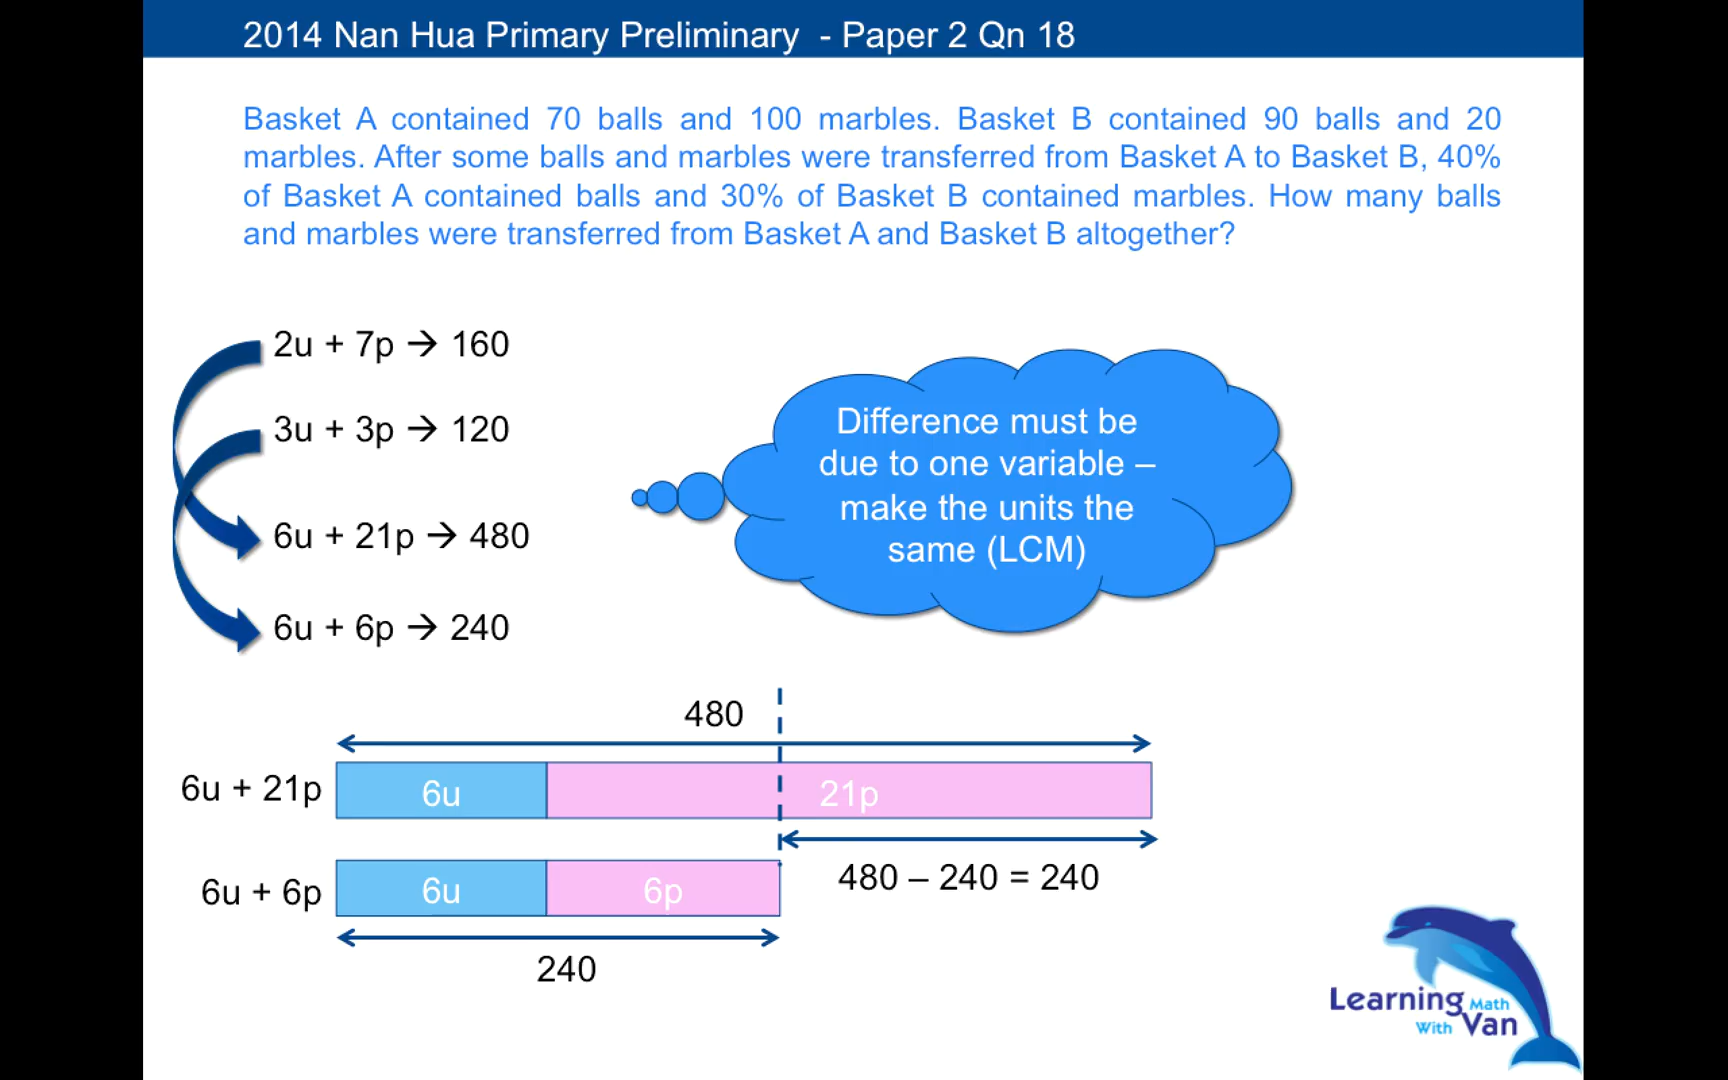 2014 Nan Hua Primary Preliminary - Paper 2 Qn 18
Basket A contained 70 balls and 100 marbles. Basket B contained 90 balls and 20
marbles. After some balls and marbles were transferred from Basket A to Basket B, 40%
of Basket A contained balls and 30% of Basket B contained marbles. How many balls
and marbles were transferred from Basket A and Basket B altogether?
2u + 7p → 160
3u + 3p → 120
6u + 21p → 480
6u + 6p → 240
Difference must be
due to one variable –
make the units the
same (LCM)
480
6u + 21p
6u
21p
480 – 240 = 240
6u + 6p
6u
6p
240
Learning Math
With Van